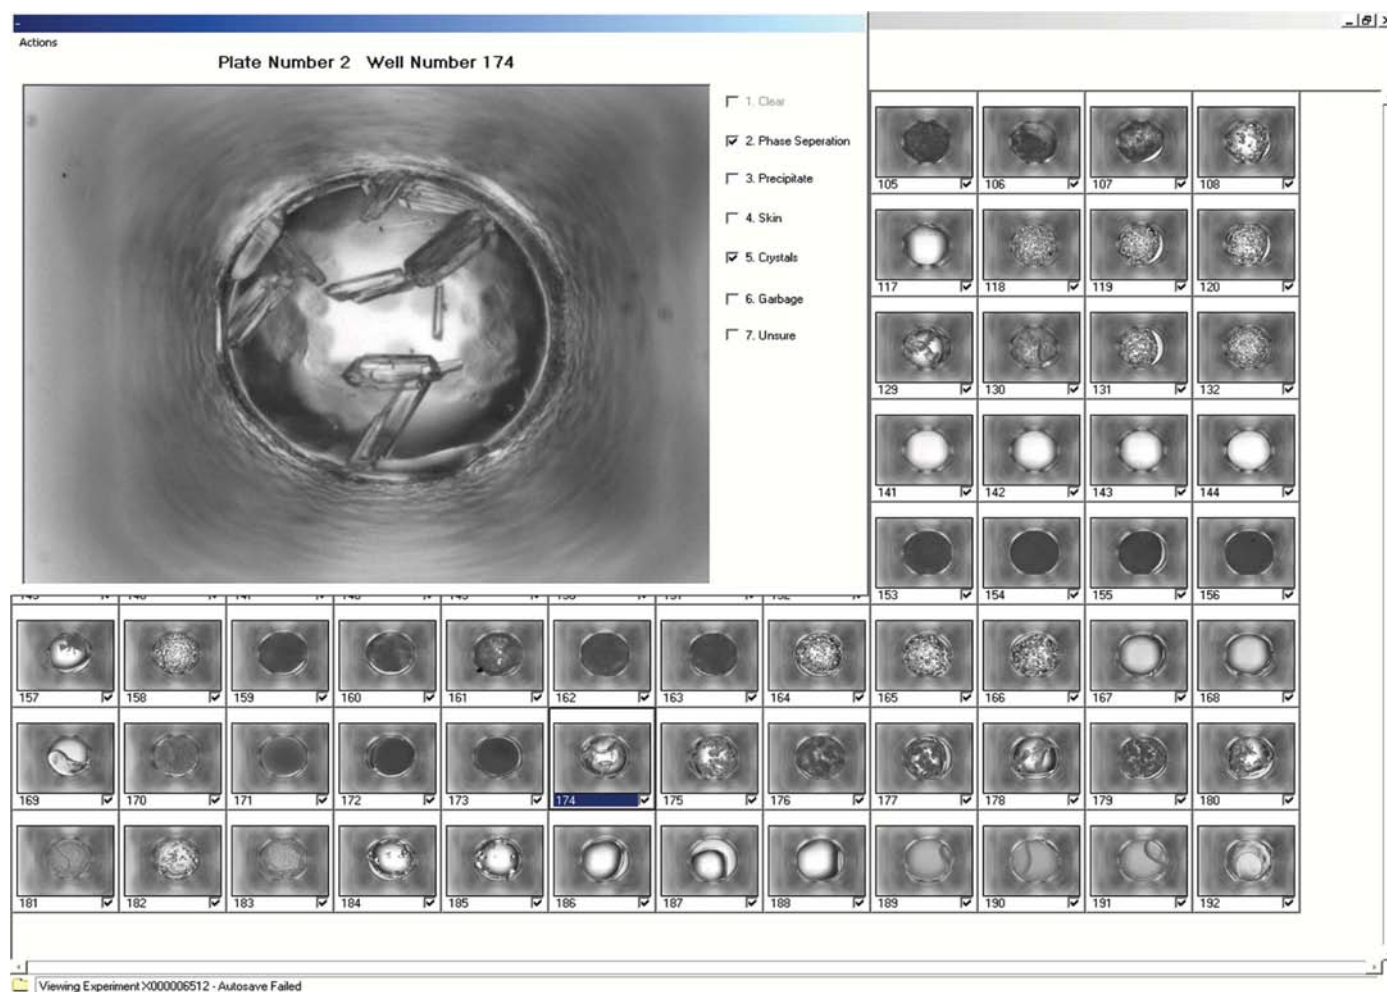 Actions
Plate Number 2 Well Number 174
1. Clear
2. Phase Seperation
3. Precipitate
4. Skin
5. Crystals
6. Garbage
7. Unsure
105 106 107 108
117 118 119 120
129 130 131 132
141 142 143 144
153 154 155 156
157 158 159 160 161 162 163 164 165 166 167 168
169 170 171 172 173 174 175 176 177 178 179 180
181 182 183 184 185 186 187 188 189 190 191 192
Viewing Experiment X000006512 - Autosave Failed